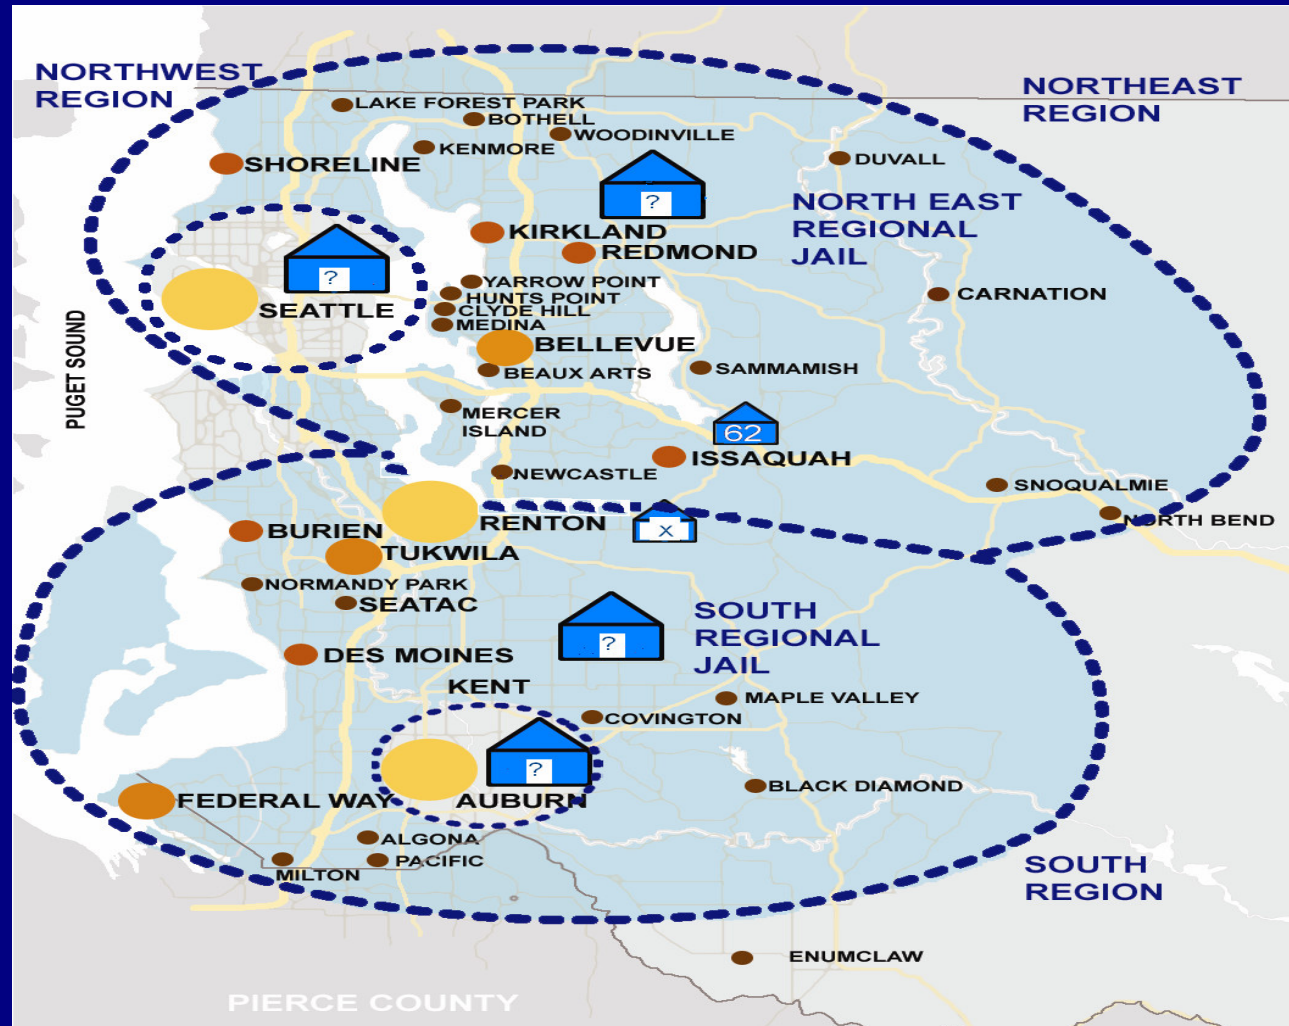 NORTHWEST
REGION
NORTHEAST
REGION
LAKE FOREST PARK
BOTHELL
WOODINVILLE
KENMORE
SHORELINE
DUVALL
?
NORTH EAST
REGIONAL
JAIL
KIRKLAND
REDMOND
?
SEATTLE
YARROW POINT
HUNTS POINT
CLYDE HILL
MEDINA
CARNATION
PUGET SOUND
BELLEVUE
BEAUX ARTS
SAMMAMISH
MERCER
ISLAND
62
ISSAQUAH
NEWCASTLE
SNOQUALMIE
NORTH BEND
RENTON
X
BURIEN
TUKWILA
NORMANDY PARK
SEATAC
?
SOUTH
REGIONAL
JAIL
DES MOINES
KENT
MAPLE VALLEY
COVINGTON
?
BLACK DIAMOND
FEDERAL WAY
AUBURN
ALGONA
PACIFIC
MILTON
SOUTH
REGION
ENUMCLAW
PIERCE COUNTY